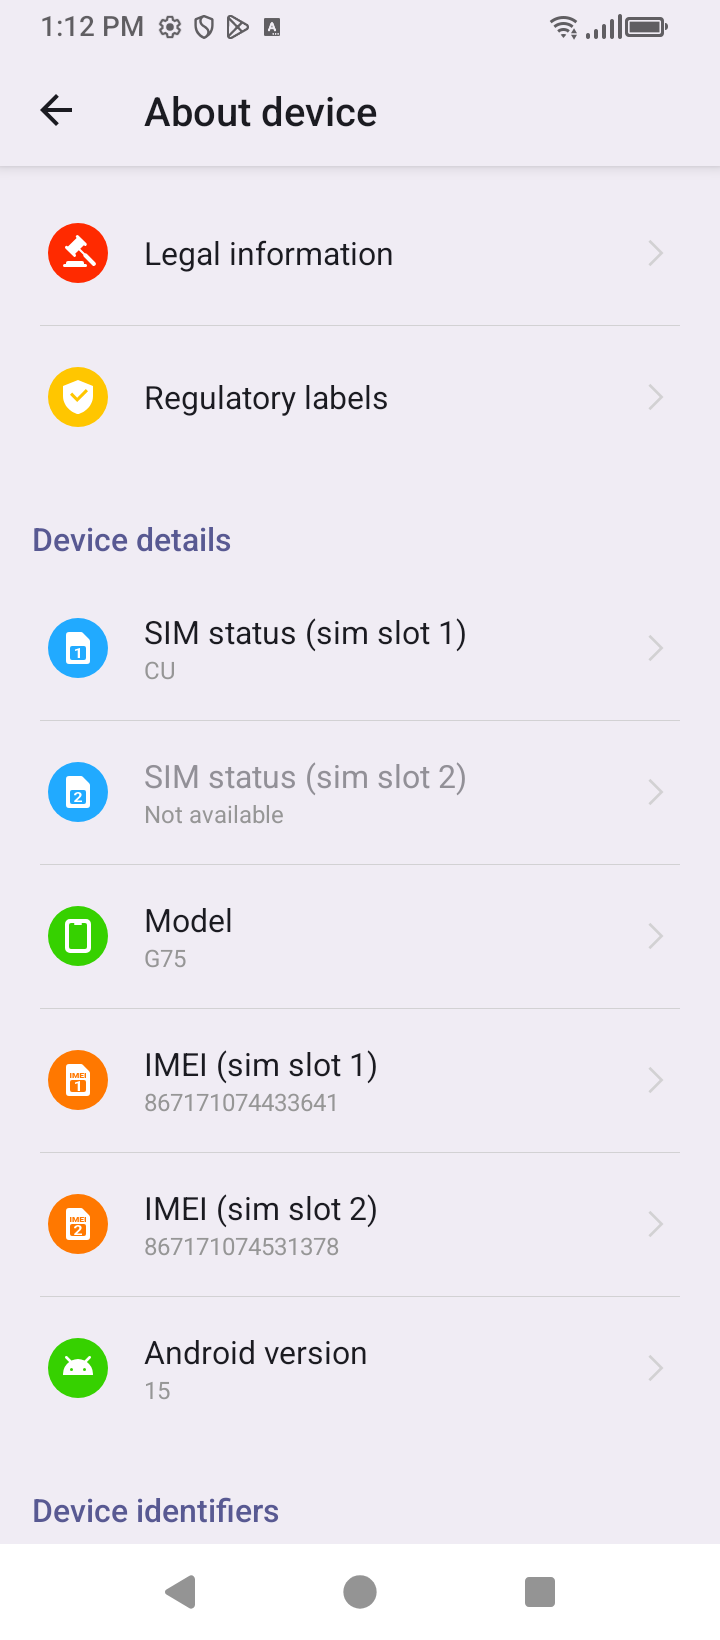 1:12 PM
About device
Legal information
Regulatory labels
Device details
SIM status (sim slot 1)
CU
SIM status (sim slot 2)
Not available
Model
G75
IMEI (sim slot 1)
867171074433641
IMEI (sim slot 2)
867171074531378
Android version
15
Device identifiers